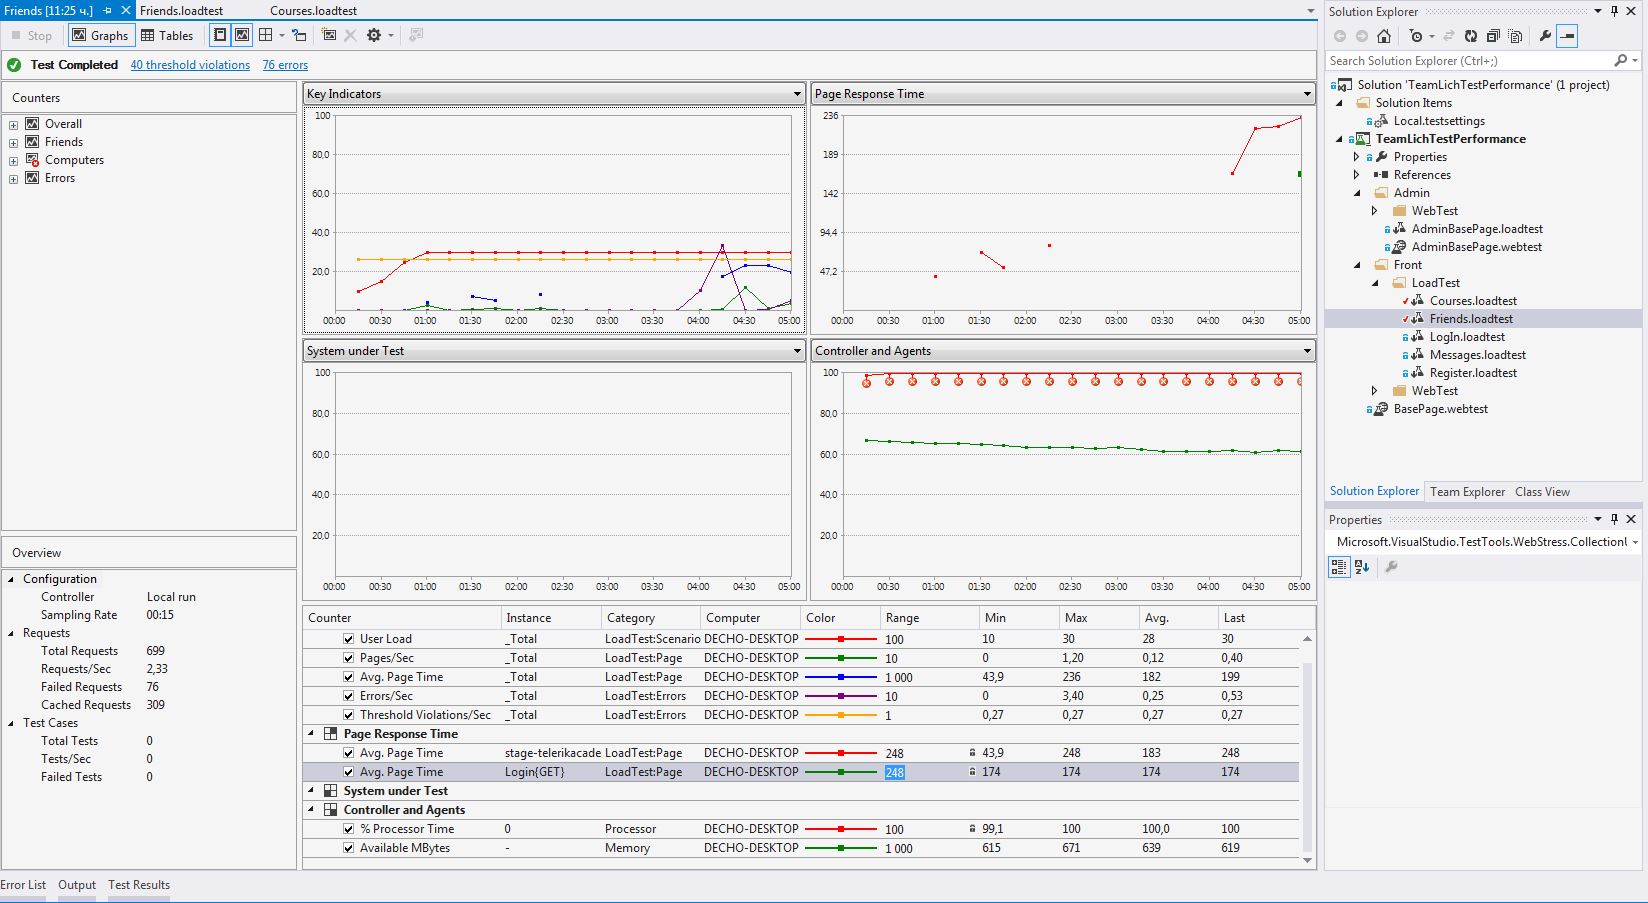 Friends [11:25 ч.]
Friends.loadtest
Courses.loadtest
Stop
Graphs
Tables
Test Completed
40 threshold violations
76 errors
Counters
Overall
Friends
Computers
Errors
Overview
Configuration
Controller Local run
Sampling Rate 00:15
Requests
Total Requests 699
Requests/Sec 2,33
Failed Requests 76
Cached Requests 309
Test Cases
Total Tests 0
Tests/Sec 0
Failed Tests 0
Key Indicators
100
80,0
60,0
40,0
20,0
00:00 00:30 01:00 01:30 02:00 02:30 03:00 03:30 04:00 04:30 05:00
Page Response Time
236
189
142
94,4
47,2
00:00 00:30 01:00 01:30 02:00 02:30 03:00 03:30 04:00 04:30 05:00
System under Test
100
80,0
60,0
40,0
20,0
00:00 00:30 01:00 01:30 02:00 02:30 03:00 03:30 04:00 04:30 05:00
Controller and Agents
100
80,0
60,0
40,0
20,0
00:00 00:30 01:00 01:30 02:00 02:30 03:00 03:30 04:00 04:30 05:00
Counter Instance Category Computer Color Range Min Max Avg. Last
User Load _Total LoadTest:Scenario DECHO-DESKTOP 100 10 30 28 30
Pages/Sec _Total LoadTest:Page DECHO-DESKTOP 10 0 1,20 0,12 0,40
Avg. Page Time _Total LoadTest:Page DECHO-DESKTOP 1 000 43,9 236 182 199
Errors/Sec _Total LoadTest:Errors DECHO-DESKTOP 10 0 3,40 0,25 0,53
Threshold Violations/Sec _Total LoadTest:Errors DECHO-DESKTOP 1 0,27 0,27 0,27 0,27
Page Response Time
Avg. Page Time stage-telerikacade LoadTest:Page DECHO-DESKTOP 248 43,9 248 183 248
Avg. Page Time Login{GET} LoadTest:Page DECHO-DESKTOP 248 174 174 174 174
System under Test
Controller and Agents
% Processor Time 0 Processor DECHO-DESKTOP 100 99,1 100 100,0 100
Available MBytes - Memory DECHO-DESKTOP 1 000 615 671 639 619
Error List Output Test Results
Solution Explorer
Search Solution Explorer (Ctrl+;)
Solution 'TeamLichTestPerformance' (1 project)
Solution Items
Local.testsettings
TeamLichTestPerformance
Properties
References
Admin
WebTest
AdminBasePage.loadtest
AdminBasePage.webtest
Front
LoadTest
Courses.loadtest
Friends.loadtest
LogIn.loadtest
Messages.loadtest
Register.loadtest
WebTest
BasePage.webtest
Solution Explorer Team Explorer Class View
Properties
Microsoft.VisualStudio.TestTools.WebStress.Collection